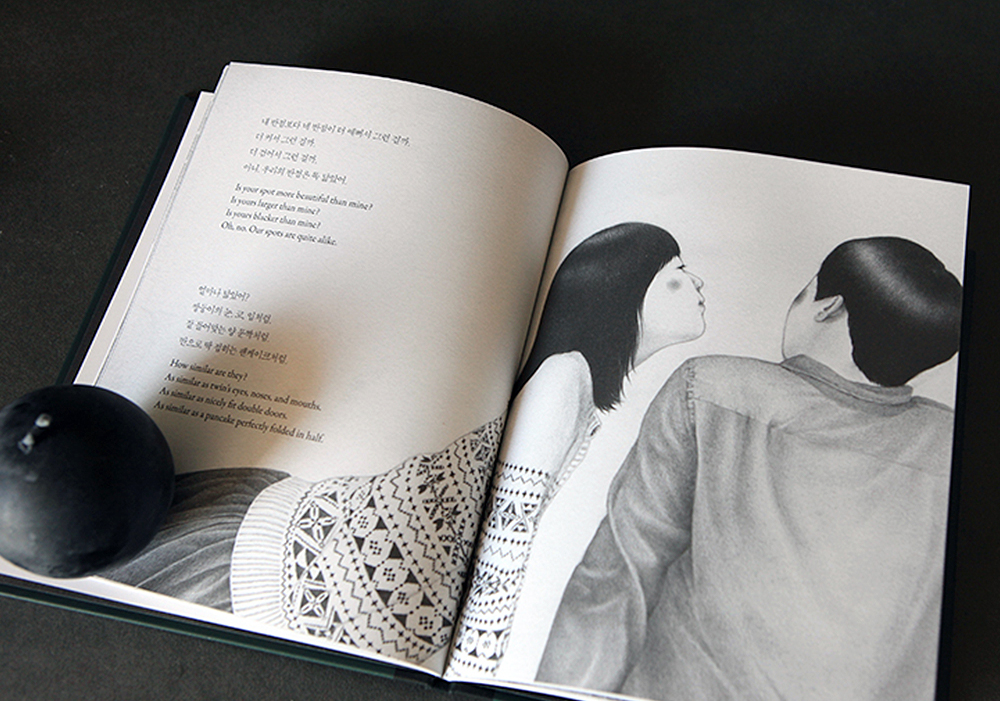 내 반점보다 네 반점이 더 예뻐서 그런 걸까.
더 커서 그런 걸까.
더 검어서 그런 걸까.
아니. 우리의 반점은 똑 닮았어.
Is your spot more beautiful than mine?
Is yours larger than mine?
Is yours blacker than mine?
Oh, no. Our spots are quite alike.
얼마나 닮았어?
쌍둥이의 눈, 코, 입처럼.
잘 들어맞는 양 문짝처럼.
반으로 딱 접히는 팬케이크처럼.
How similar are they?
As similar as twin's eyes, noses, and mouths.
As similar as nicely fit double doors.
As similar as a pancake perfectly folded in half.